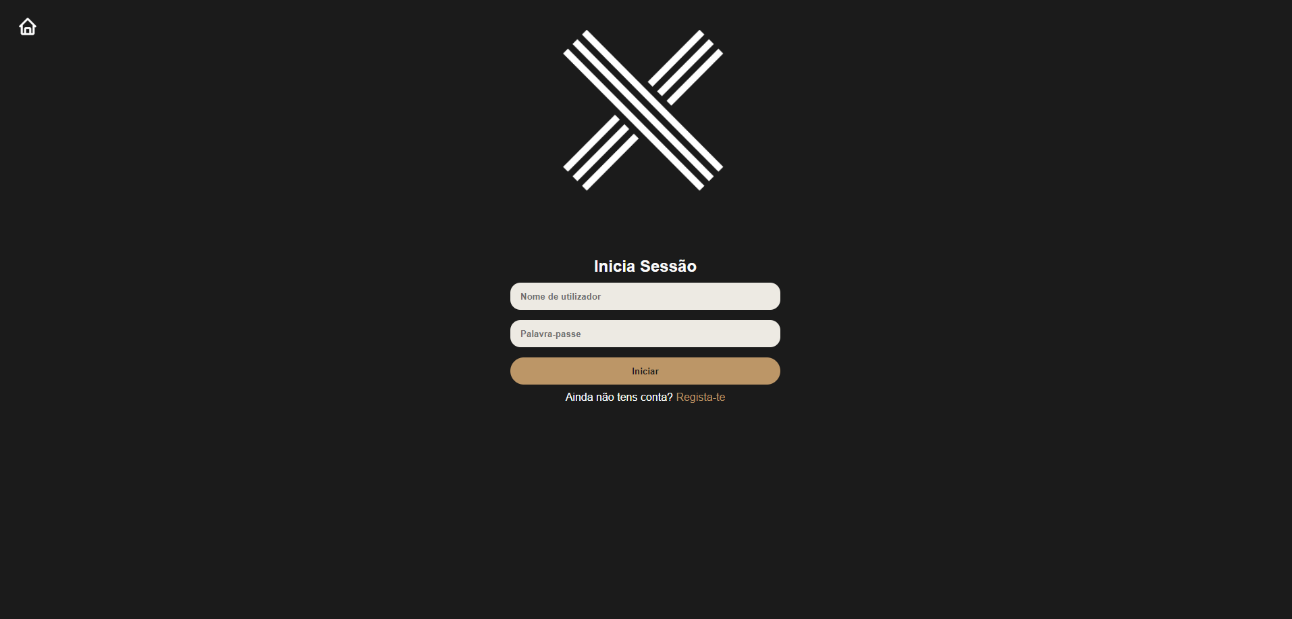 Inicia Sessão
Nome de utilizador
Palavra-passe
Iniciar
Ainda não tens conta? Regista-te